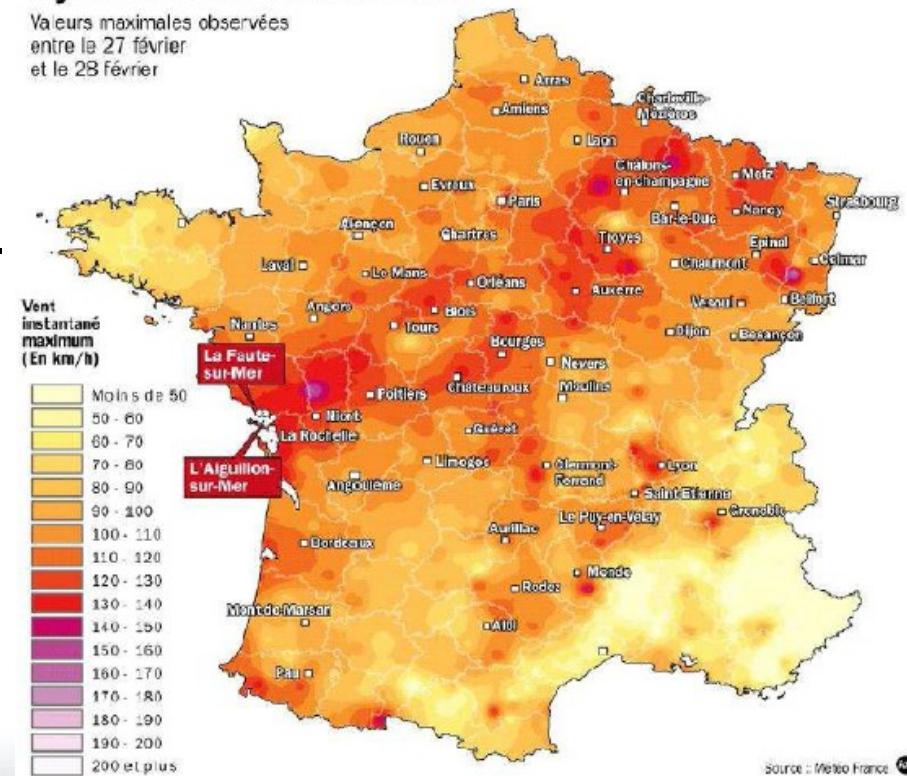 Valeurs maximales observées
entre le 27 février
et le 28 février
Arras
Amiens
Charleville-
Mézières
Rouen
Laon
Châlons-
en-champagne
Metz
Evreux
Paris
Bar-le-Duc
Nancy
Strasbourg
Alençon
Chartres
Troyes
Epinal
Colmar
Laval
Le Mans
Orléans
Chaumont
Auxerre
Vesoul
Belfort
Angers
Blois
Nantes
Tours
Dijon
Besançon
Bourges
Nevers
Moulins
La Faute-
sur-Mer
Poitiers
Chateauroux
Niort
La Rochelle
Guéret
L'Aiguillon-
sur-Mer
Limoges
Clermont-
Ferrand
Lyon
Angoulème
Saint Etienne
Le Puy-en-Velay
Grenoble
Aurillac
Bordeaux
Mende
Rodez
Mont-de-Marsan
Albi
Pau
Vent
instantané
maximum
(En km/h)
Moins de 50
50 - 60
60 - 70
70 - 80
80 - 90
90 - 100
100 - 110
110 - 120
120 - 130
130 - 140
140 - 150
150 - 160
160 - 170
170 - 180
180 - 190
190 - 200
200 et plus
Source : Météo France